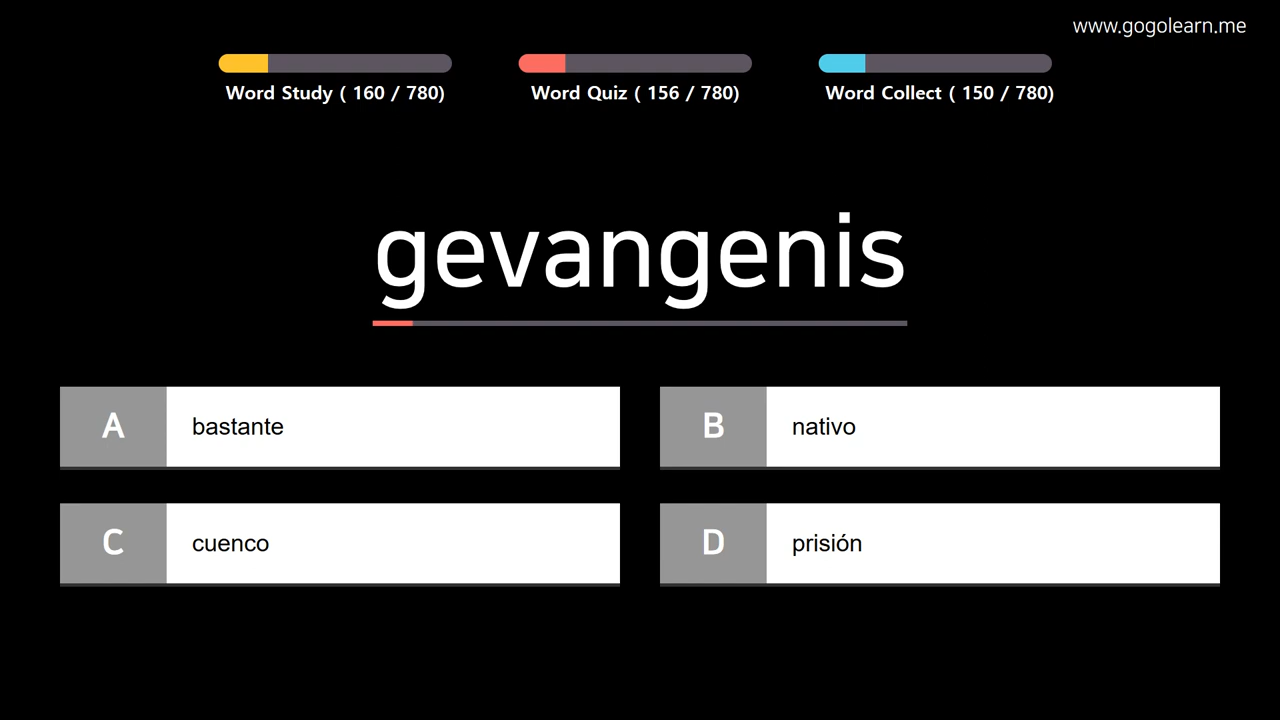 www.gogolearn.me
Word Study ( 160 / 780)
Word Quiz ( 156 / 780)
Word Collect ( 150 / 780)
gevangenis
A bastante
B nativo
C cuenco
D prisión